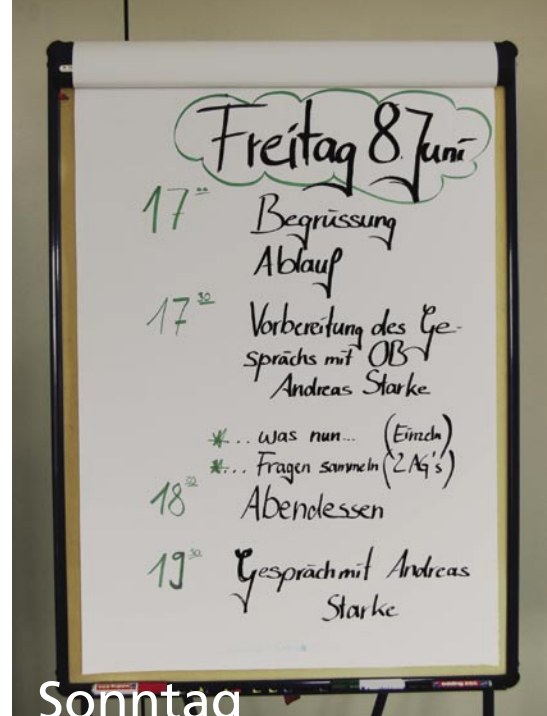 Freitag 8. Juni
17 00 Begrüssung
Ablauf
17 30 Vorbereitung des Ge-
sprächs mit OB
Andreas Starke
*... was nun... (Einzeln)
*... Fragen sammeln (2 AG's)
18 Abendessen
19 30 Gespräch mit Andreas
Starke
Sonntag